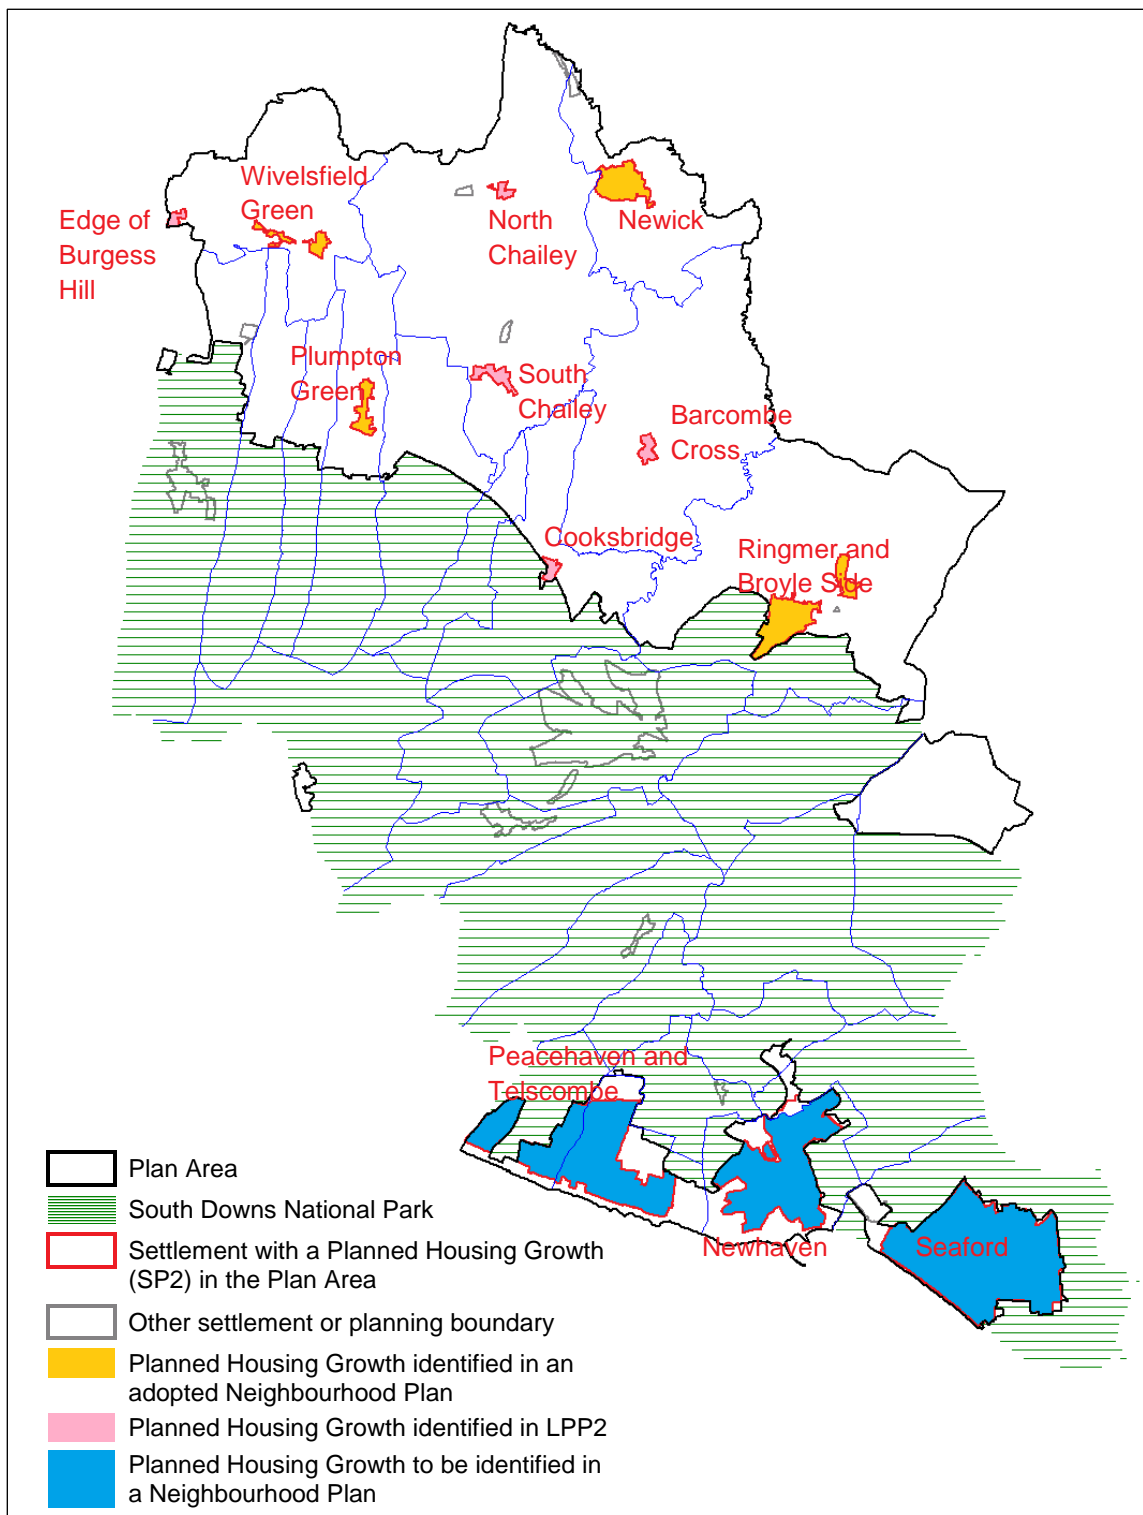 Wivelsfield
Green
Edge of
Burgess
Hill
North
Chailey
Newick
Plumpton
Green
South
Chailey
Barcombe
Cross
Cooksbridge
Ringmer and
Broyle Side
Peacehaven and
Telscombe
Newhaven
Seaford
Plan Area
South Downs National Park
Settlement with a Planned Housing Growth
(SP2) in the Plan Area
Other settlement or planning boundary
Planned Housing Growth identified in an
adopted Neighbourhood Plan
Planned Housing Growth identified in LPP2
Planned Housing Growth to be identified in
a Neighbourhood Plan